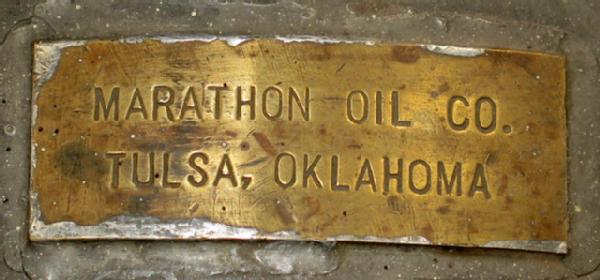 MARATHON OIL CO.
TULSA, OKLAHOMA